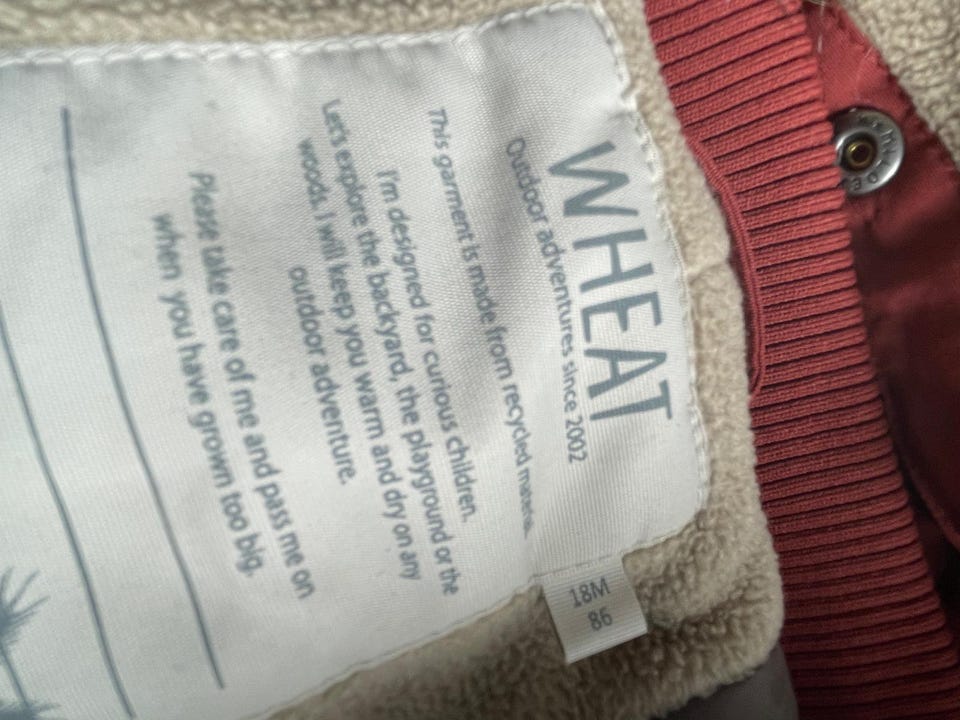 WHEAT
Outdoor adventures since 2002
This garment is made from recycled
I'm designed for curious children.
Let's explore the backyard, the playground or the
woods. I will keep you warm and dry on any
outdoor adventure.
Please take care of me and pass me on
when you have grown too big.
18M
86